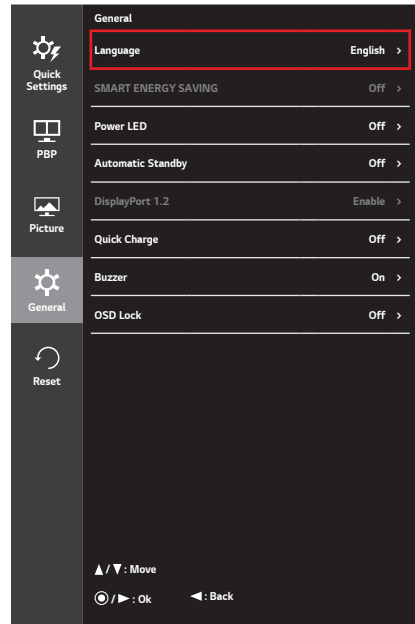 General
Language English >
SMART ENERGY SAVING Off >
Power LED Off >
Automatic Standby Off >
DisplayPort 1.2 Enable >
Quick Charge Off >
Buzzer On >
OSD Lock Off >
Quick
Settings
PBP
Picture
General
Reset
▲/▼: Move
◉/►: Ok ◄: Back